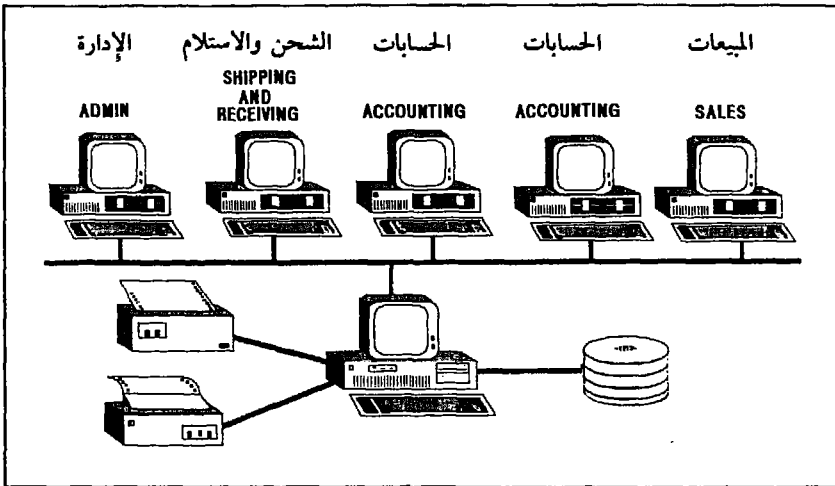 الإدارة الشحن والاستلام الحسابات الحسابات المبيعات
SHIPPING
AND
ADMIN RECEIVING ACCOUNTING ACCOUNTING SALES